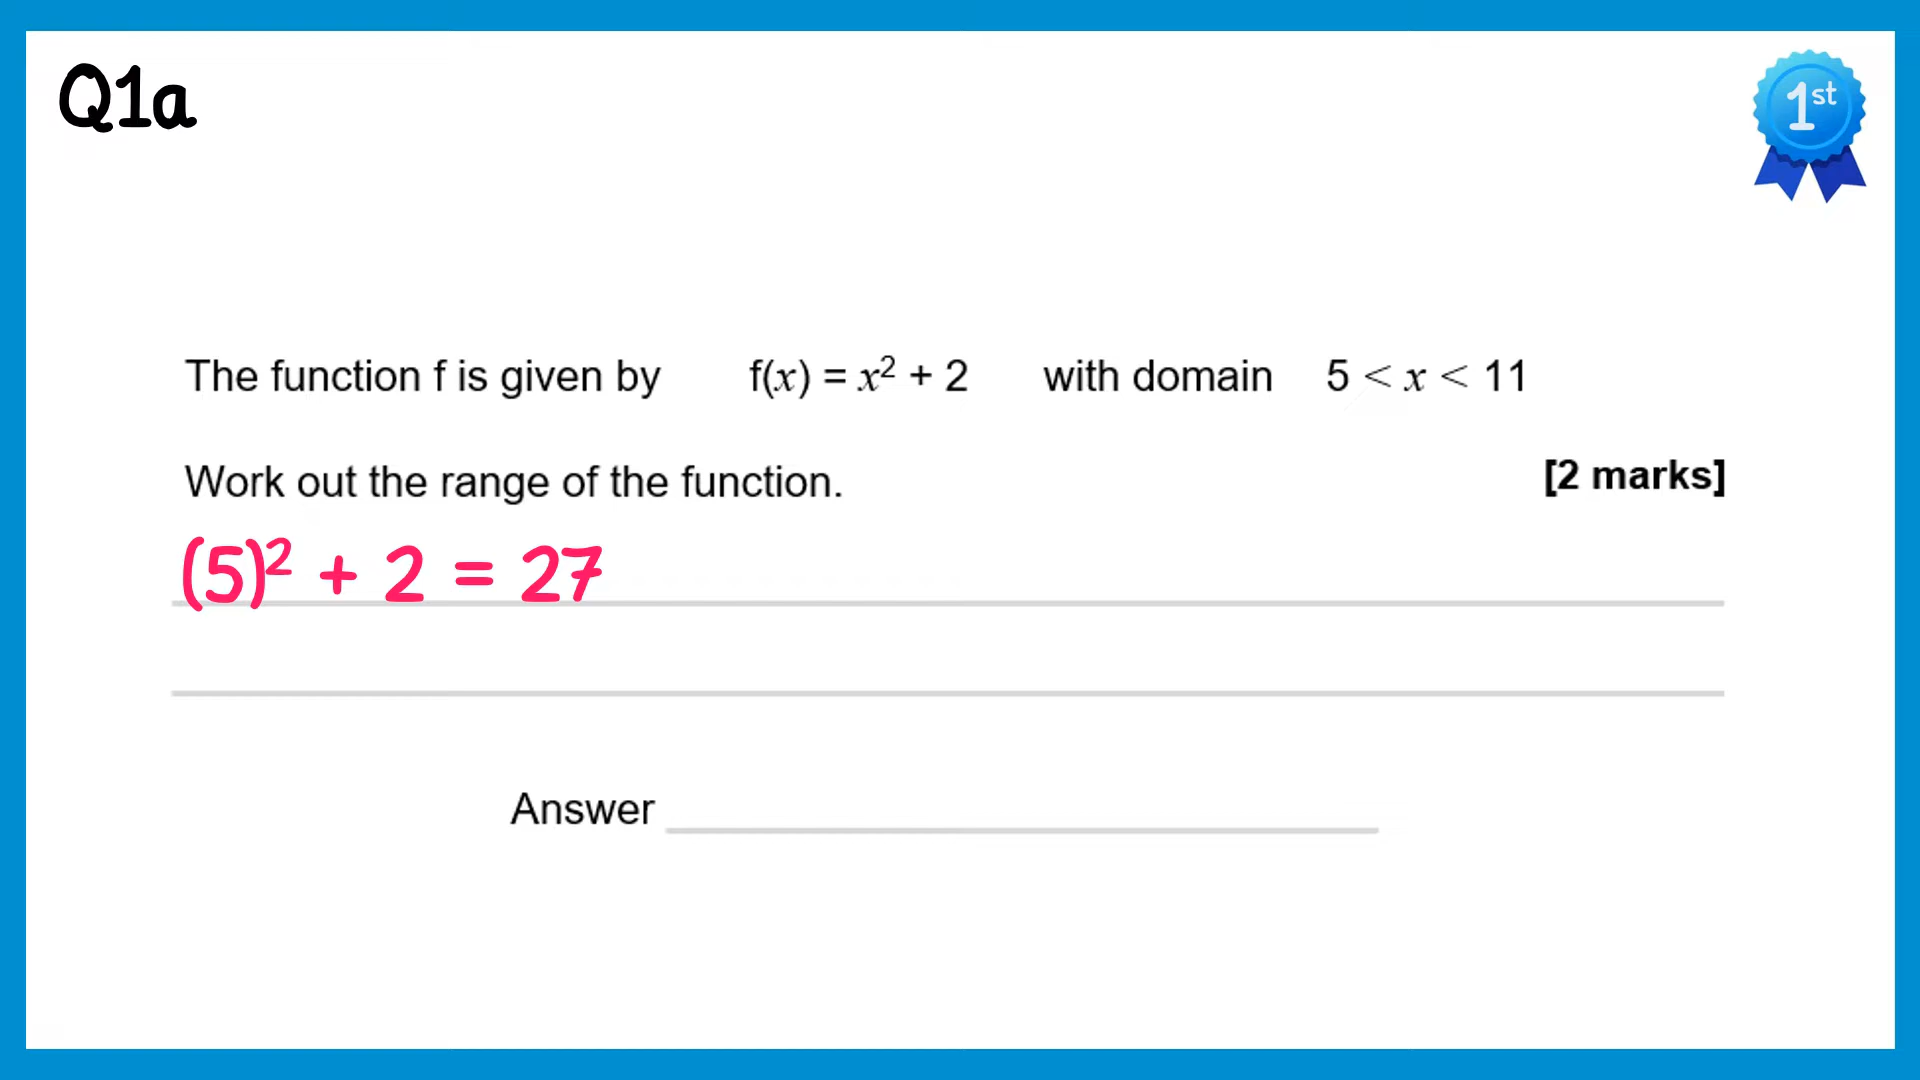 Q1a
1st
The function f is given by f(x) = x² + 2 with domain 5 < x < 11
Work out the range of the function. [2 marks]
(5)² + 2 = 27
Answer